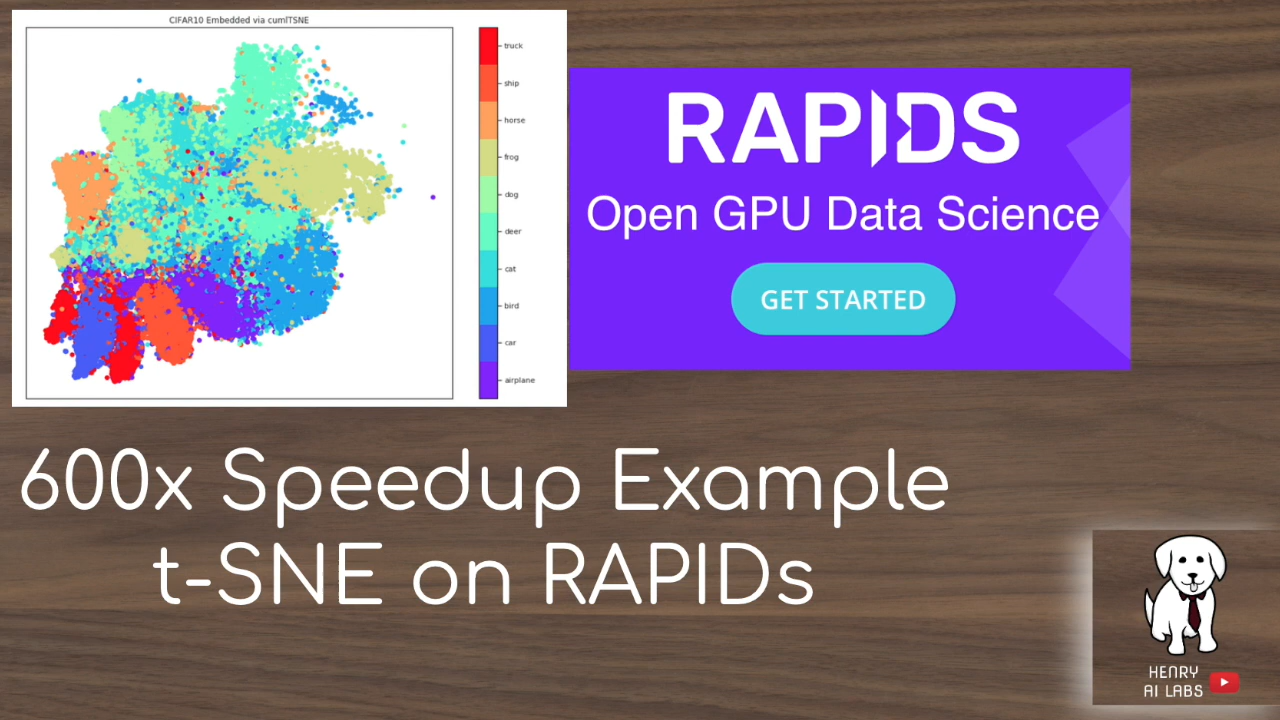 CIFAR10 Embedded via cumlTSNE
truck
ship
horse
frog
dog
deer
cat
bird
car
airplane
RAPIDS
Open GPU Data Science
GET STARTED
600x Speedup Example
t-SNE on RAPIDs
HENRY
AI LABS